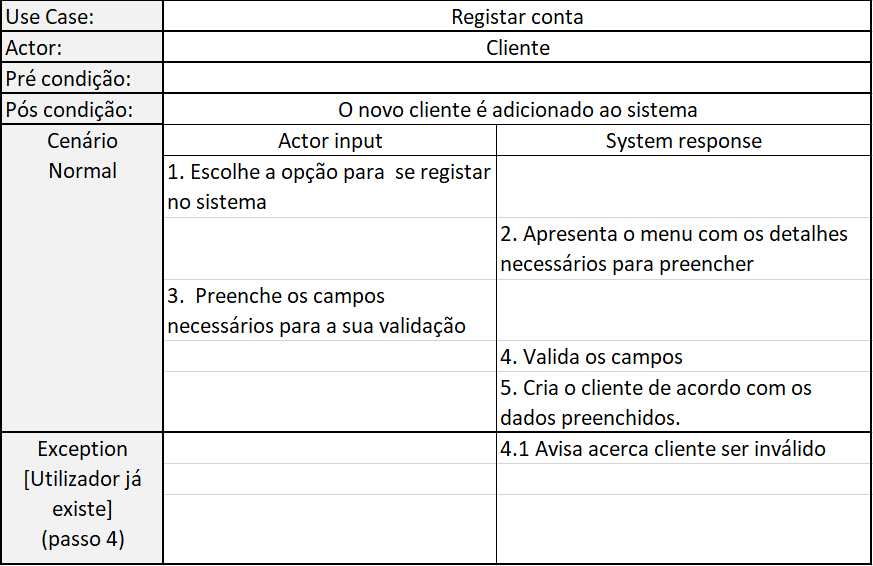 Use Case:
Registar conta
Actor:
Cliente
Pré condição:
Pós condição:
O novo cliente é adicionado ao sistema
Cenário
Normal
Actor input
System response
1. Escolhe a opção para  se registar
no sistema
2. Apresenta o menu com os detalhes
necessários para preencher
3.  Preenche os campos
necessários para a sua validação
4. Valida os campos
5. Cria o cliente de acordo com os
dados preenchidos.
Exception
[Utilizador já
existe]
(passo 4)
4.1 Avisa acerca cliente ser inválido